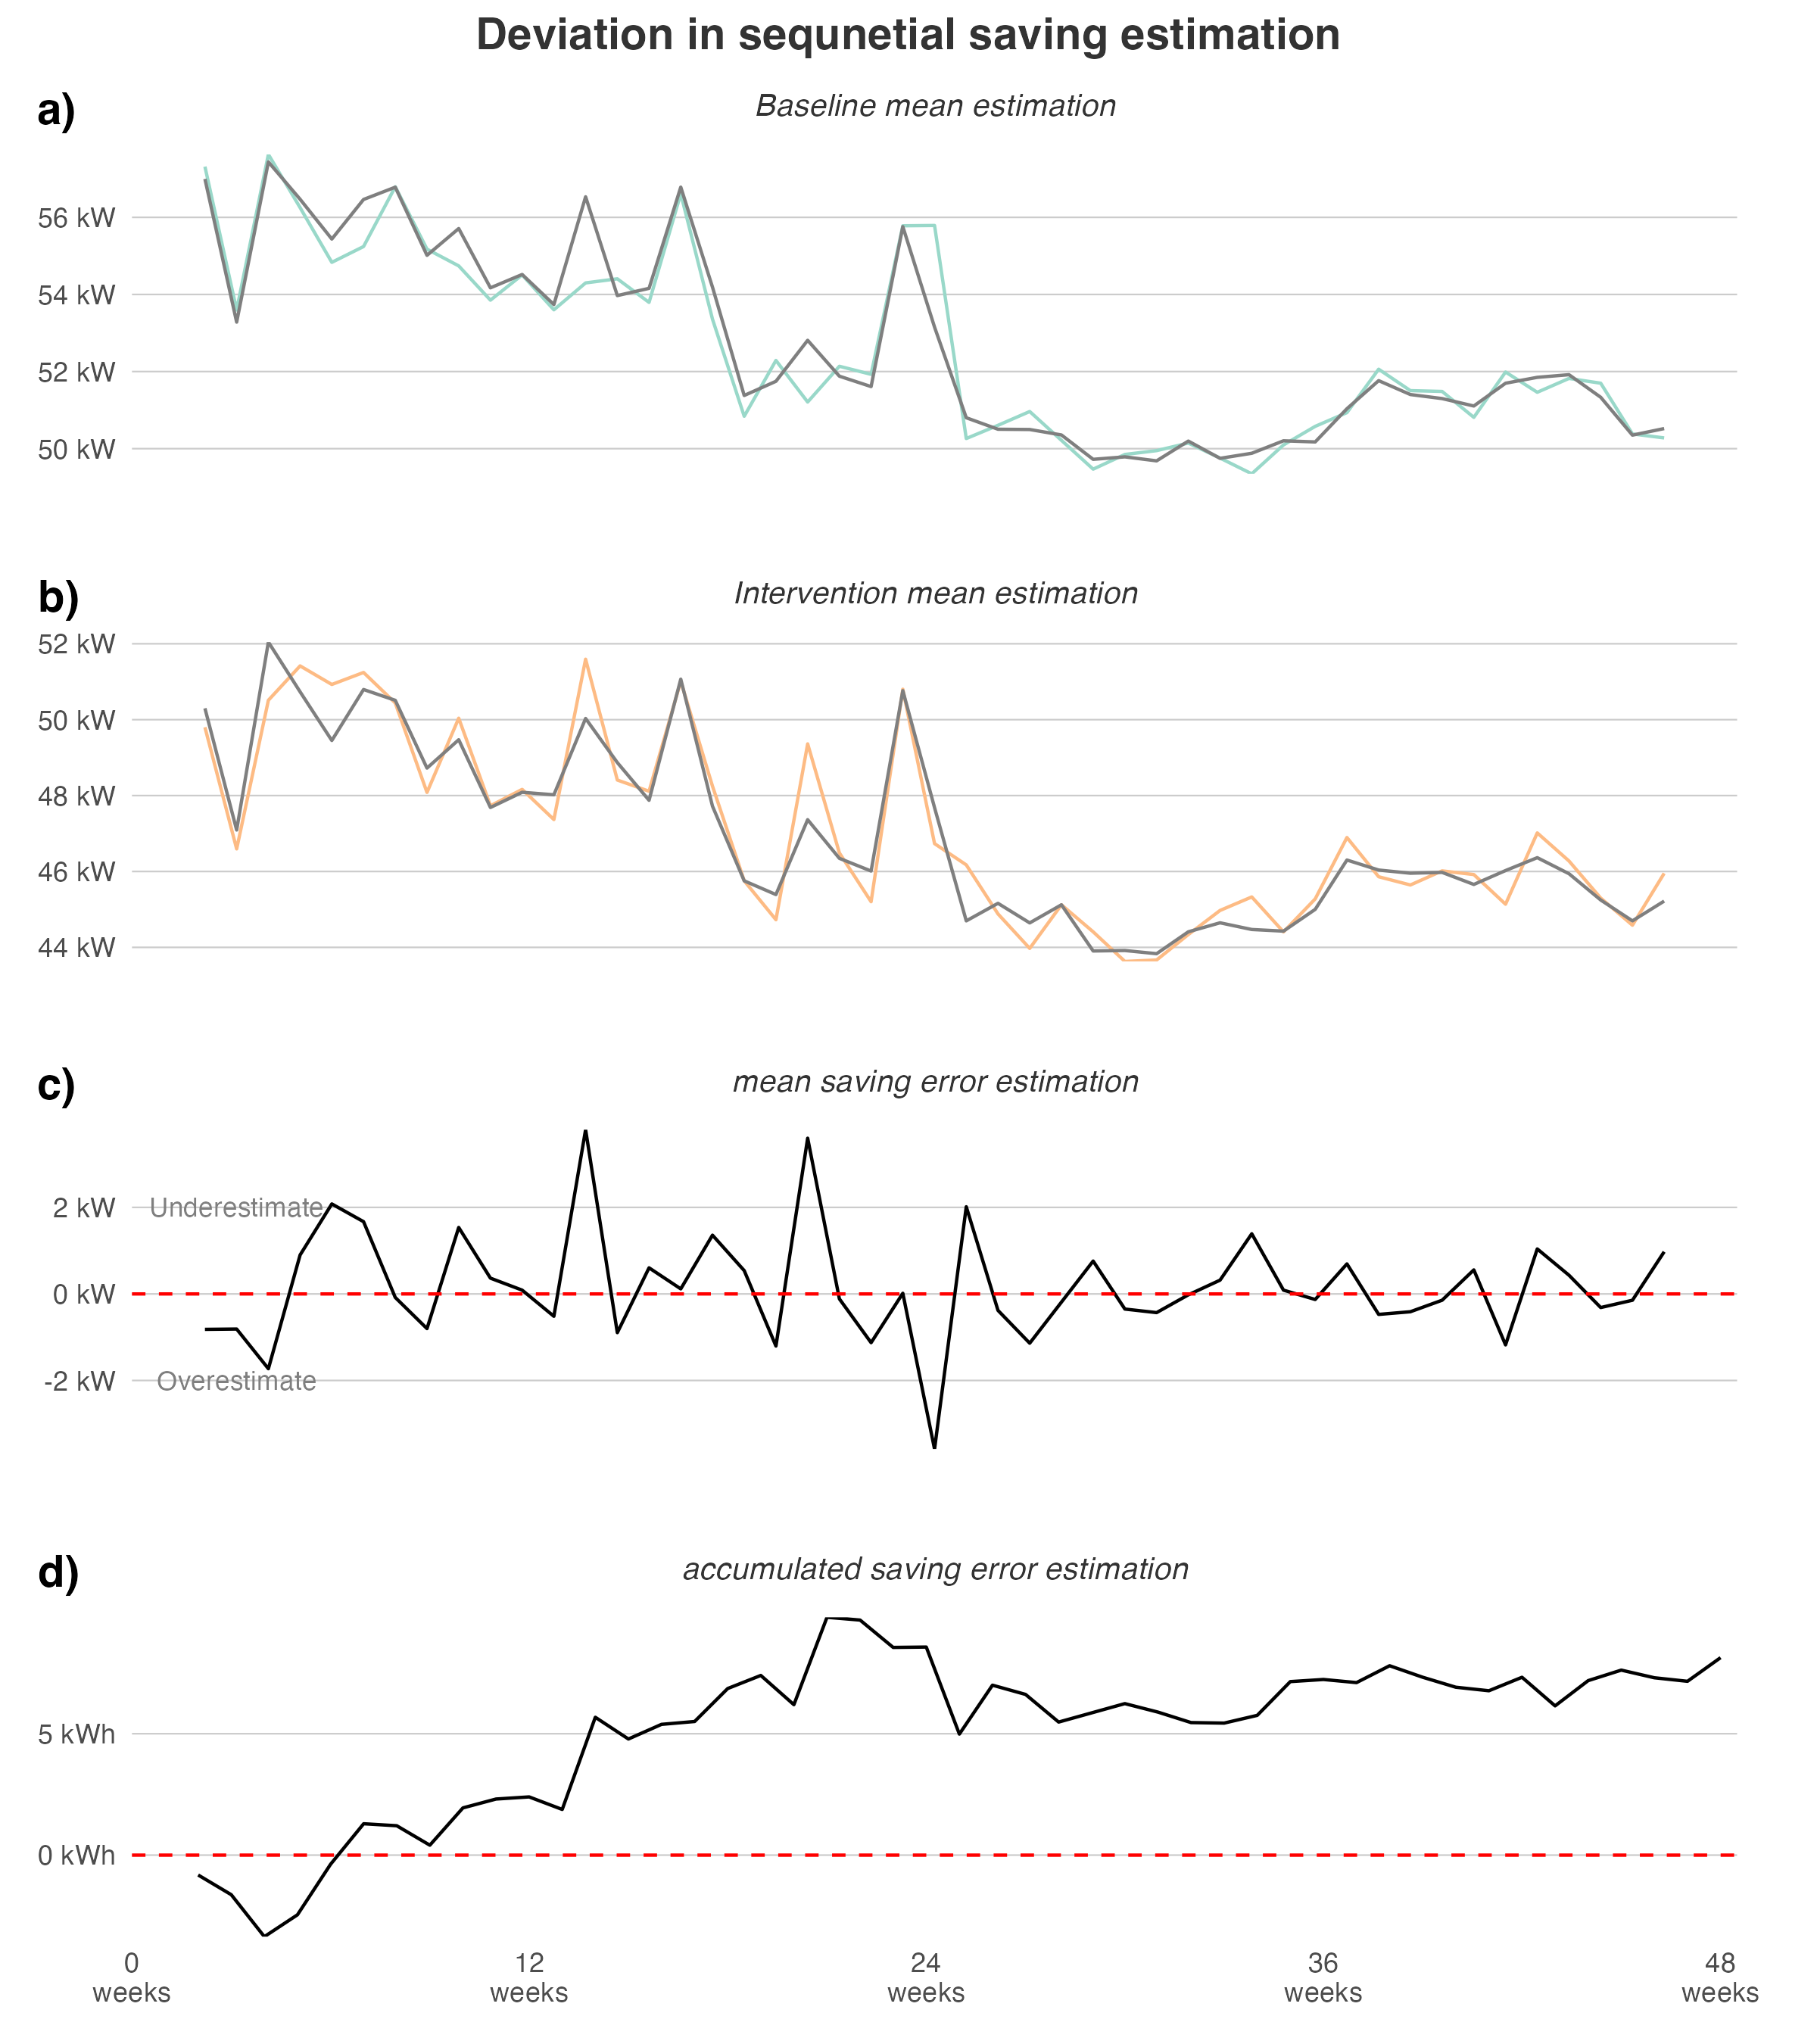 Deviation in sequnetial saving estimation
a)
Baseline mean estimation
56 kW
54 kW
52 kW
50 kW
b)
Intervention mean estimation
52 kW
50 kW
48 kW
46 kW
44 kW
c)
mean saving error estimation
2 kW
Underestimate
0 kW
-2 kW
Overestimate
d)
accumulated saving error estimation
5 kWh
0 kWh
0 12 24 36 48
weeks weeks weeks weeks weeks